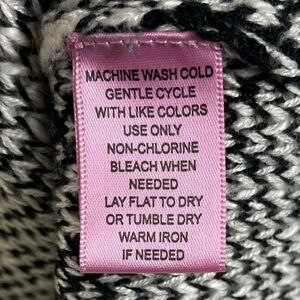 MACHINE WASH COLD
GENTLE CYCLE
WITH LIKE COLORS
USE ONLY
NON-CHLORINE
BLEACH WHEN
NEEDED
LAY FLAT TO DRY
OR TUMBLE DRY
WARM IRON
IF NEEDED